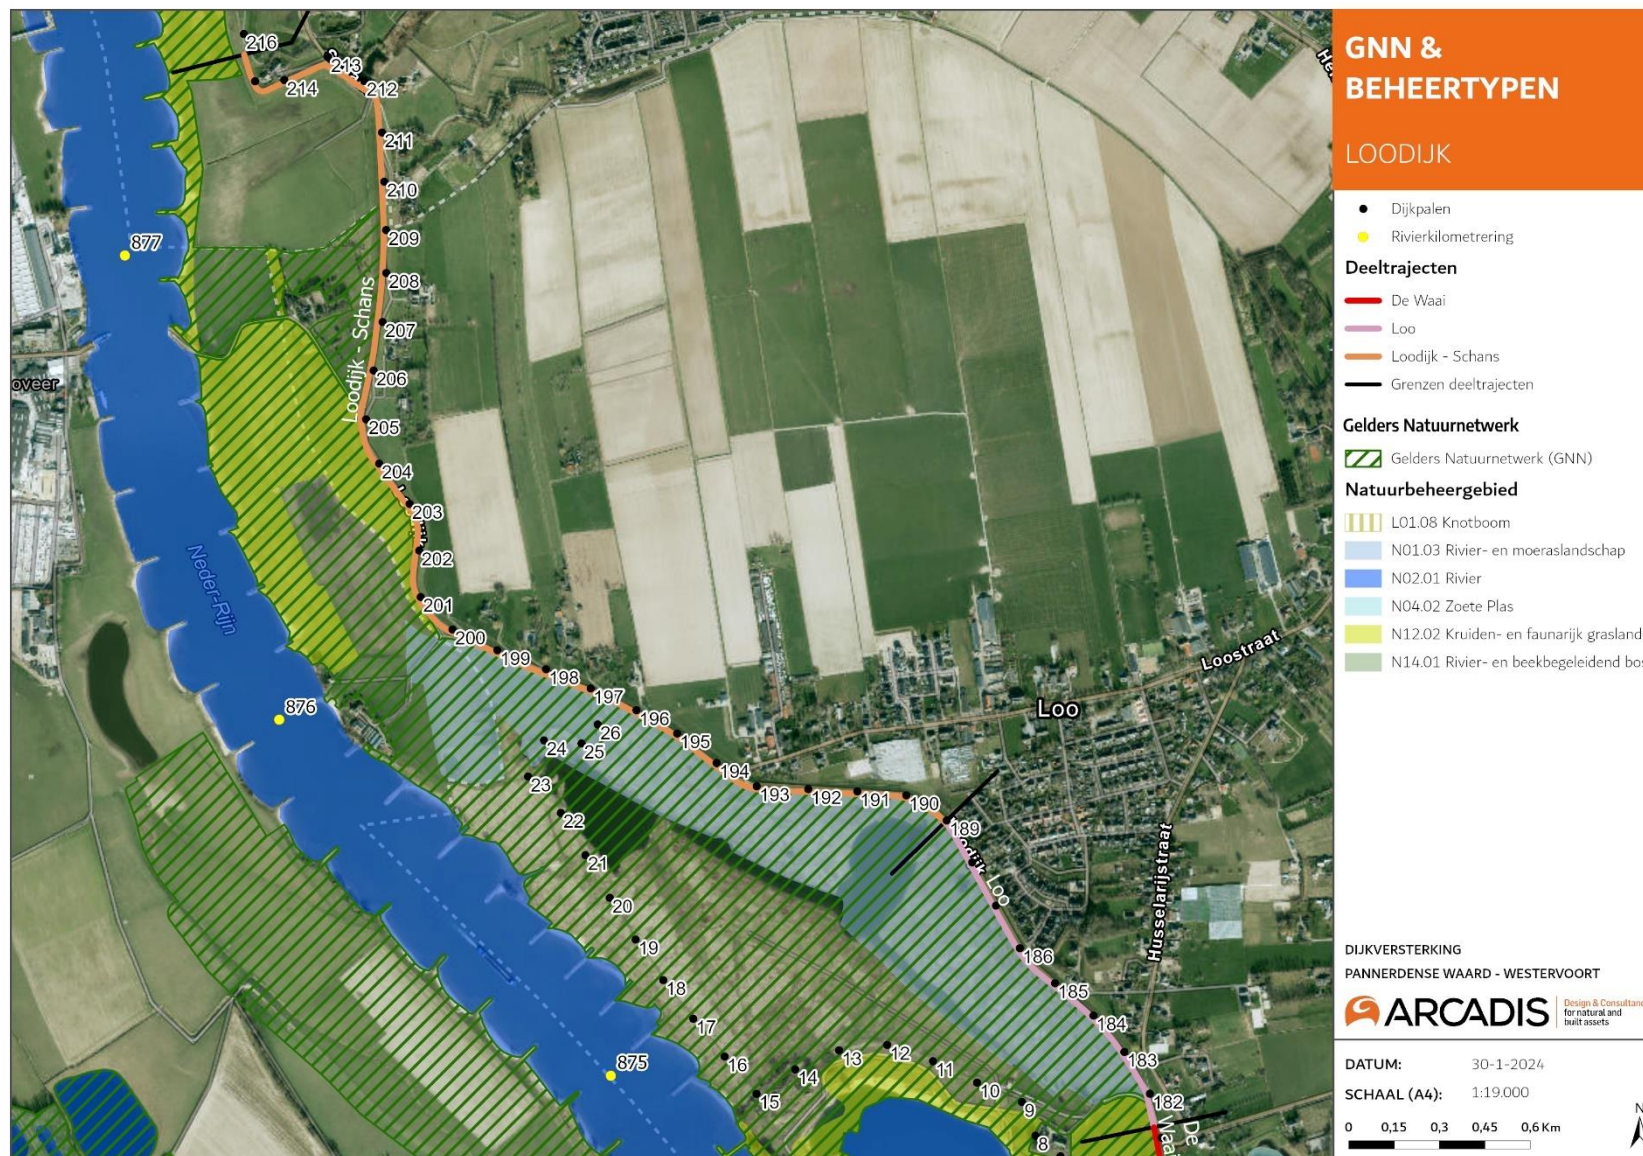 GNN &
BEHEERTYPEN
LOODIJK
Dijkpalen
Rivierkilometrering
Deeltrajecten
De Waai
Loo
Loodijk - Schans
Grenzen deeltrajecten
Gelders Natuurnetwerk
Gelders Natuurnetwerk (GNN)
Natuurbeheergebied
L01.08 Knotboom
N01.03 Rivier- en moeraslandschap
N02.01 Rivier
N04.02 Zoete Plas
N12.02 Kruiden- en faunarijk grasland
N14.01 Rivier- en beekbegeleidend bos
DIJKVERSTERKING
PANNERDENSE WAARD - WESTERVOORT
ARCADIS
Design & Consultancy
for natural and
built assets
DATUM: 30-1-2024
SCHAAL (A4): 1:19.000
0 0,15 0,3 0,45 0,6 Km
N
216
213
214
212
211
210
877
209
208
207
Loodijk - Schans
206
oveer
205
204
203
202
Neder-Rijn
201
200
199
198
197
196
195
194
193
192
191
190
189
Loostraat
Loo
876
26
24
25
23
22
21
20
19
18
17
16
15
14
13
12
11
10
9
8
875
Loodijk
Loo
Husselarijstraat
186
185
184
183
182
De
Waai